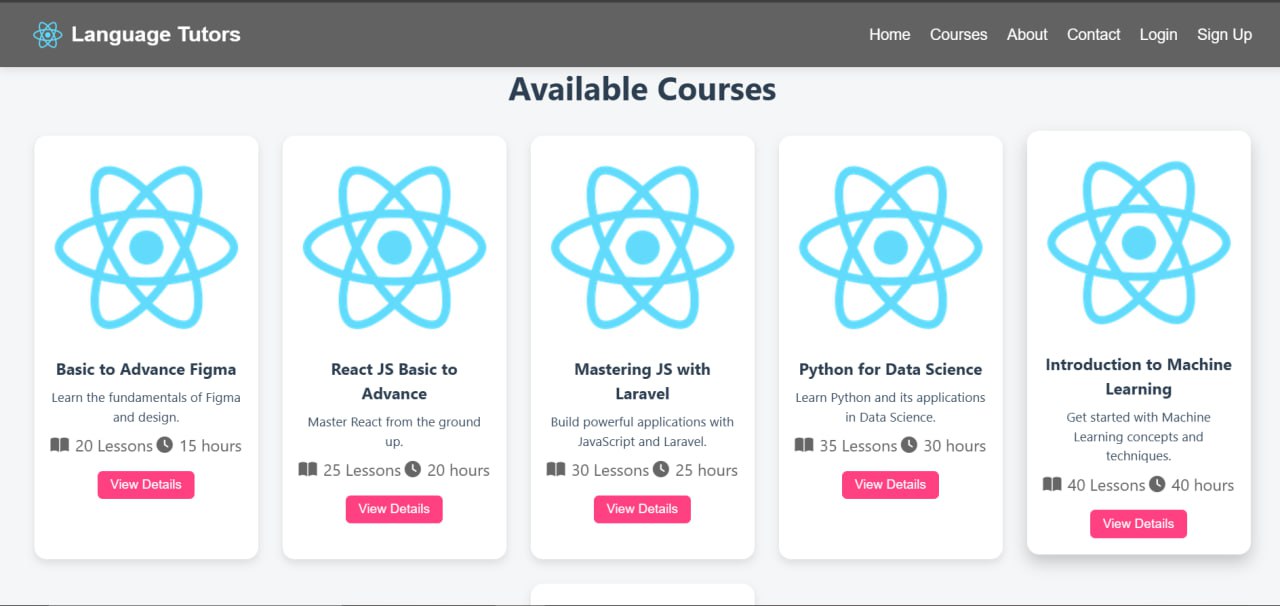 Language Tutors
Home Courses About Contact Login Sign Up
Available Courses
Basic to Advance Figma
Learn the fundamentals of Figma
and design.
20 Lessons 15 hours
View Details
React JS Basic to
Advance
Master React from the ground
up.
25 Lessons 20 hours
View Details
Mastering JS with
Laravel
Build powerful applications with
JavaScript and Laravel.
30 Lessons 25 hours
View Details
Python for Data Science
Learn Python and its applications
in Data Science.
35 Lessons 30 hours
View Details
Introduction to Machine
Learning
Get started with Machine
Learning concepts and
techniques.
40 Lessons 40 hours
View Details